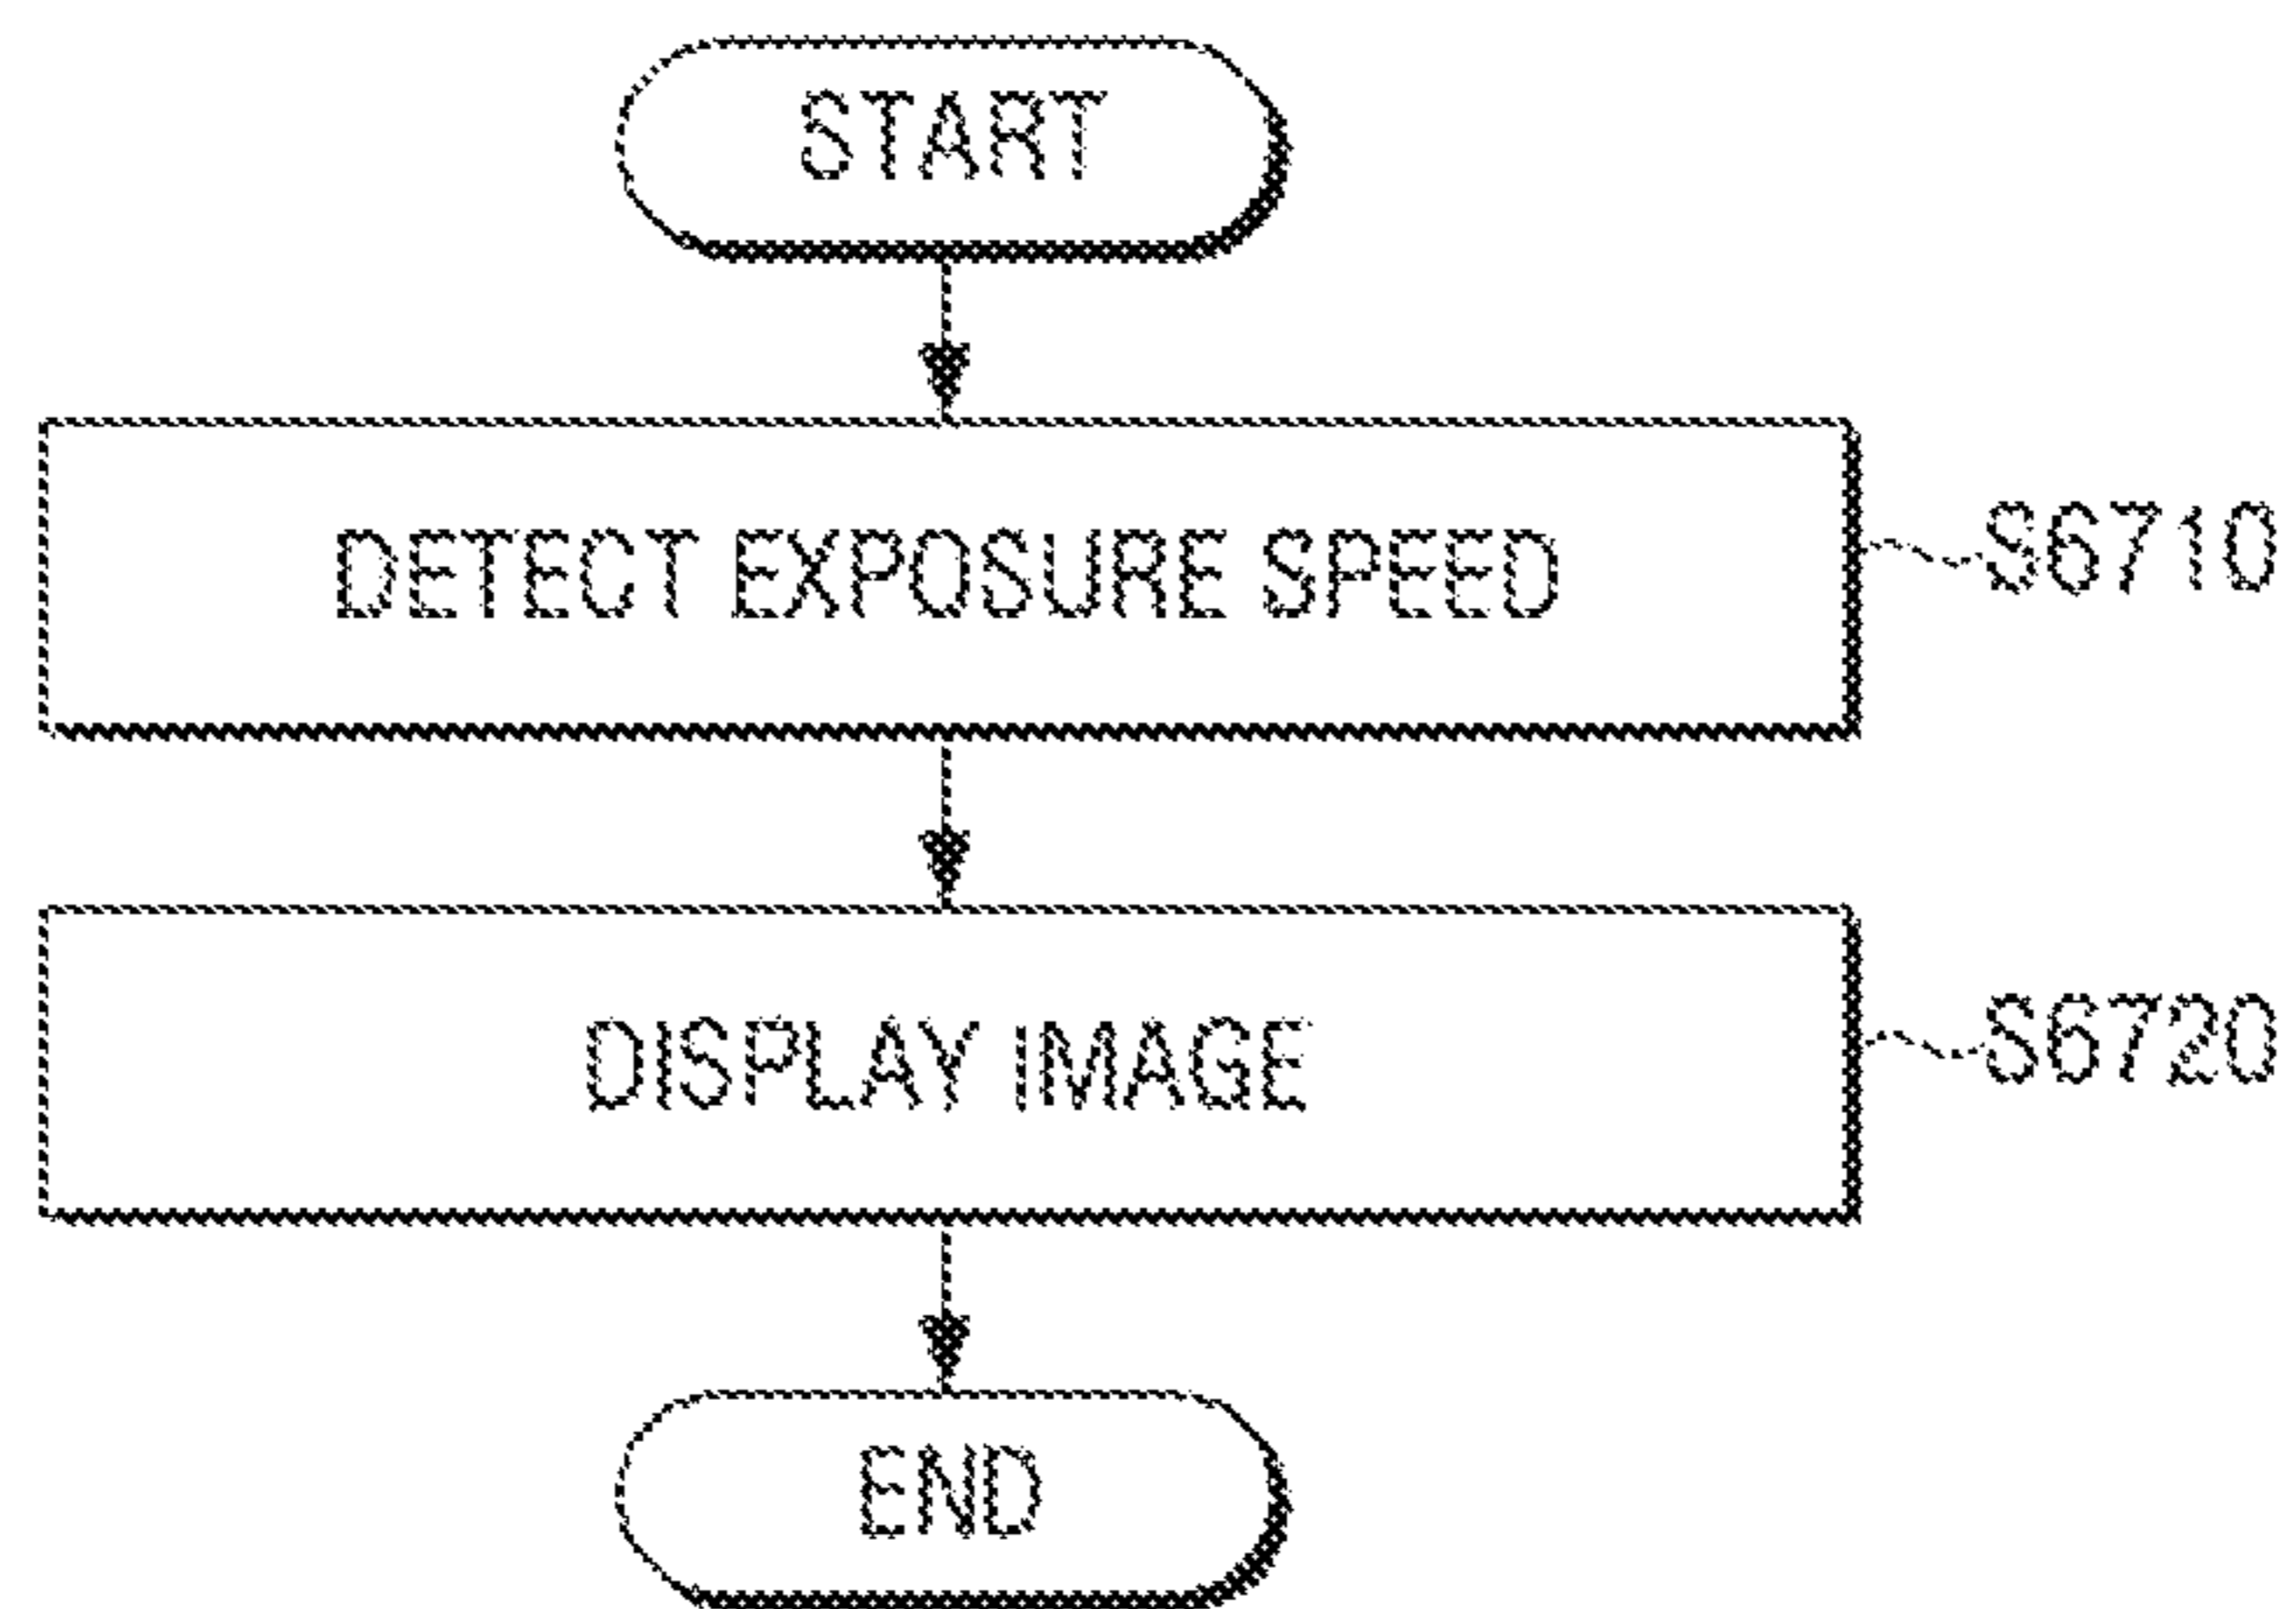 START
DETECT EXPOSURE SPEED
S6710
DISPLAY IMAGE
S6720
END